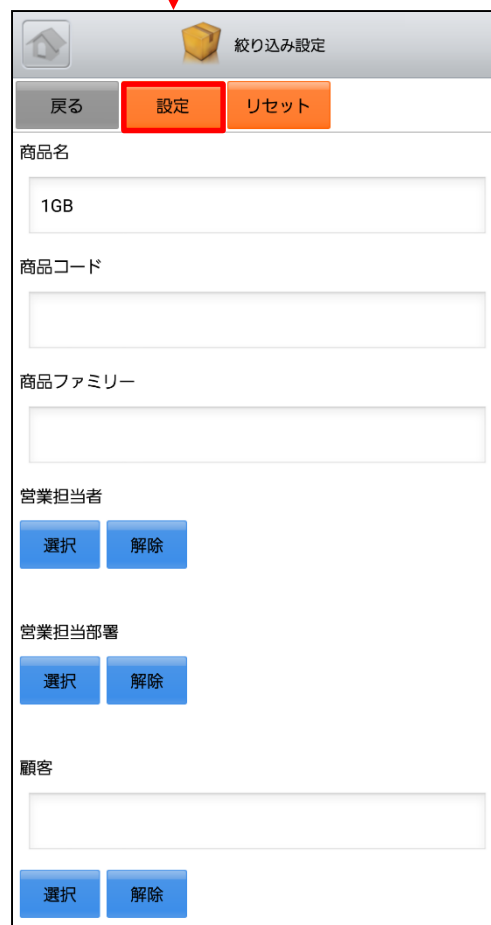 絞り込み設定
戻る 設定 リセット
商品名
1GB
商品コード
商品ファミリー
営業担当者
選択 解除
営業担当部署
選択 解除
顧客
選択 解除